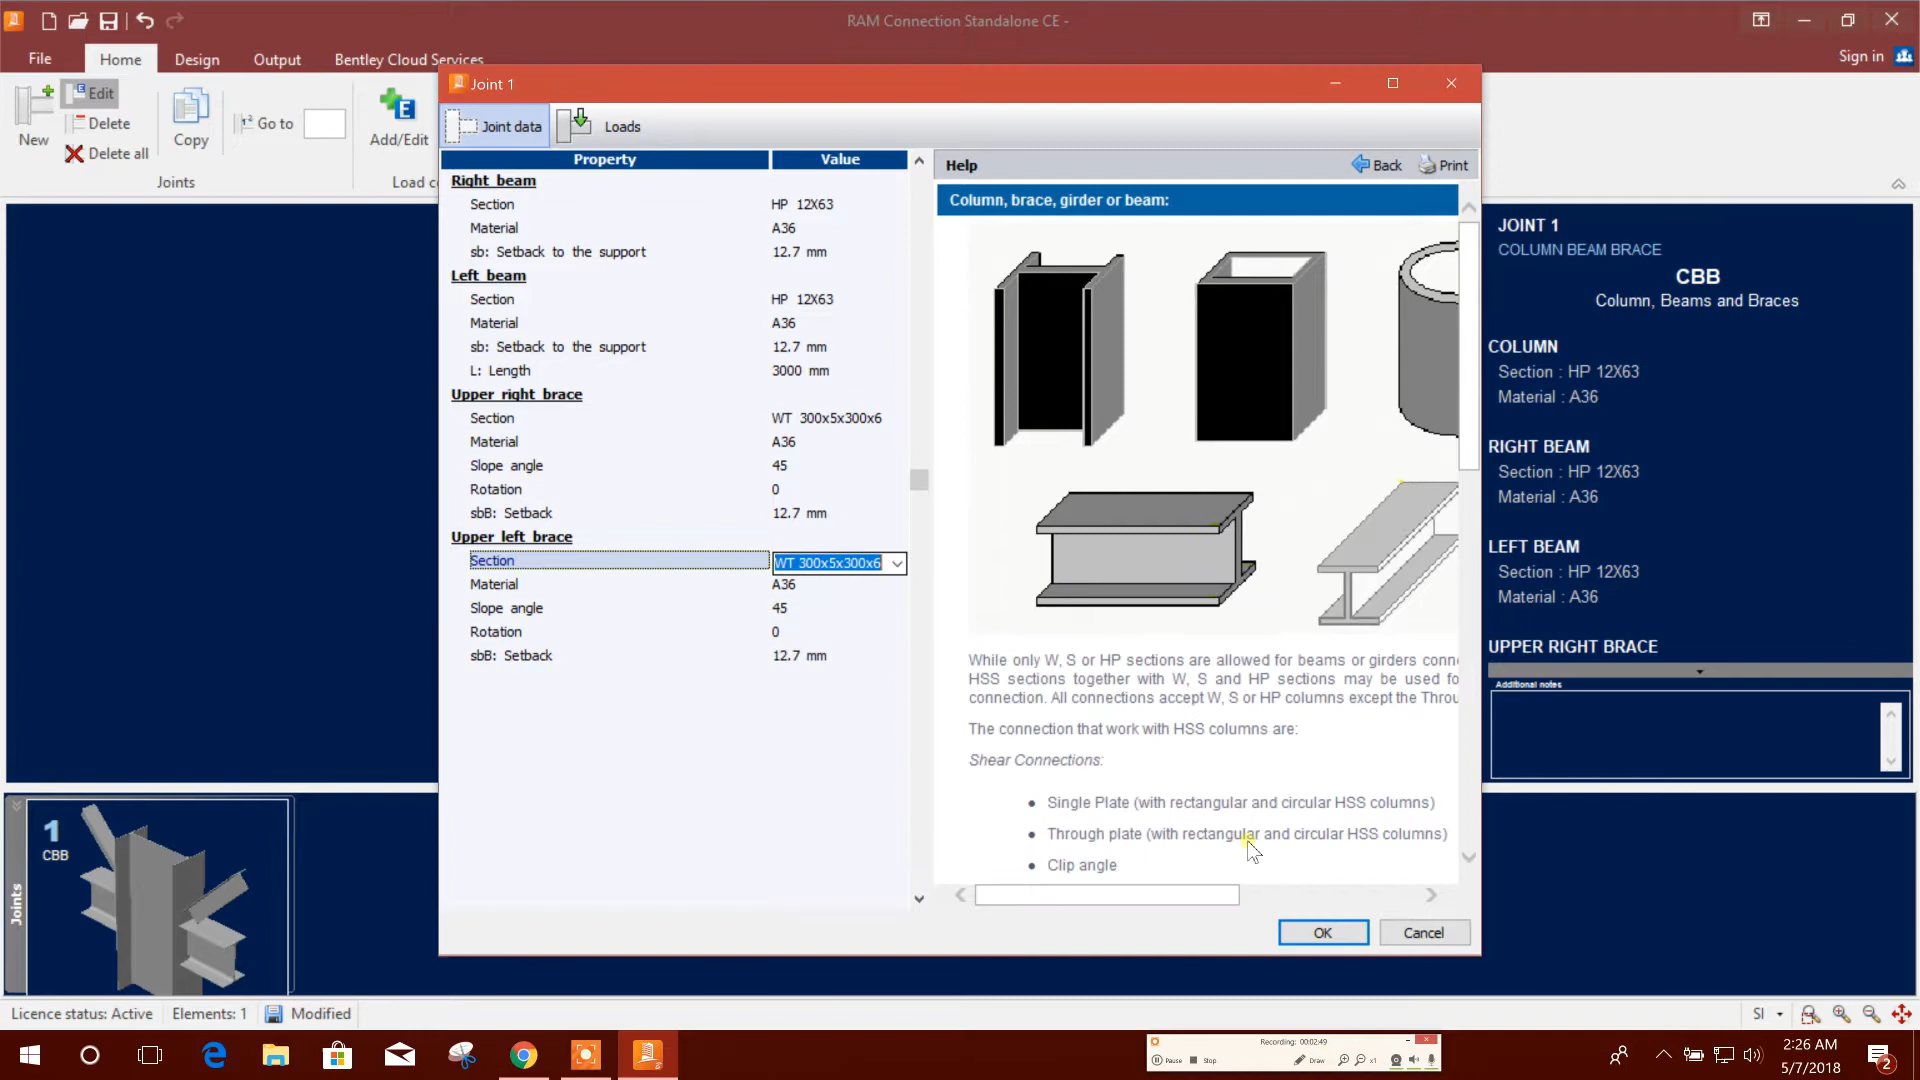 RAM Connection Standalone CE -
File
Home
Design
Output
Bentley Cloud Services
Sign in
New
Edit
Delete
Delete all
Copy
Go to
Add/Edit
Joints
Load c
Joint 1
Joint data
Loads
Property
Value
Right beam
Section HP 12X63
Material A36
sb: Setback to the support 12.7 mm
Left beam
Section HP 12X63
Material A36
sb: Setback to the support 12.7 mm
L: Length 3000 mm
Upper right brace
Section WT 300x5x300x6
Material A36
Slope angle 45
Rotation 0
sbB: Setback 12.7 mm
Upper left brace
Section WT 300x5x300x6
Material A36
Slope angle 45
Rotation 0
sbB: Setback 12.7 mm
Help
Back
Print
Column, brace, girder or beam:
While only W, S or HP sections are allowed for beams or girders conn
HSS sections together with W, S and HP sections may be used fo
connection. All connections accept W, S or HP columns except the Throu
The connection that work with HSS columns are:
Shear Connections:
• Single Plate (with rectangular and circular HSS columns)
• Through plate (with rectangular and circular HSS columns)
• Clip angle
OK
Cancel
JOINT 1
COLUMN BEAM BRACE
CBB
Column, Beams and Braces
COLUMN
Section : HP 12X63
Material : A36
RIGHT BEAM
Section : HP 12X63
Material : A36
LEFT BEAM
Section : HP 12X63
Material : A36
UPPER RIGHT BRACE
Additional notes
Joints
1
CBB
Licence status: Active
Elements: 1
Modified
SI
Recording: 00:02:49
Pause
Stop
Draw
x1
2:26 AM
5/7/2018
2